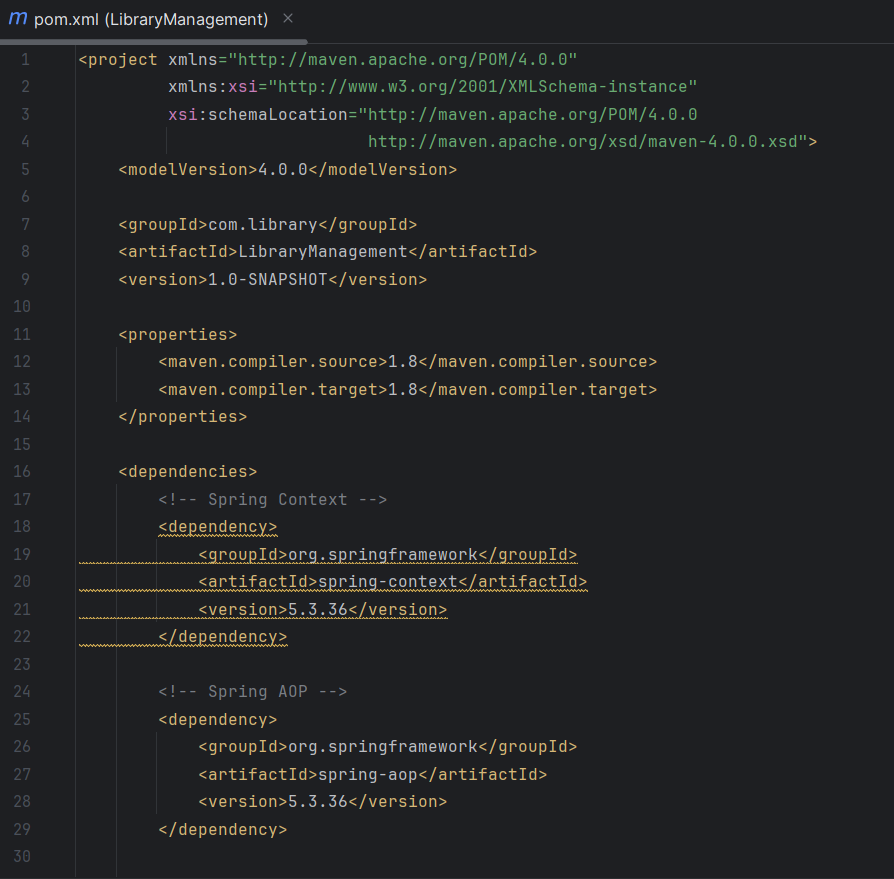 m pom.xml (LibraryManagement) ×
1 <project xmlns="http://maven.apache.org/POM/4.0.0"
2 xmlns:xsi="http://www.w3.org/2001/XMLSchema-instance"
3 xsi:schemaLocation="http://maven.apache.org/POM/4.0.0
4 http://maven.apache.org/xsd/maven-4.0.0.xsd">
5 <modelVersion>4.0.0</modelVersion>
6
7 <groupId>com.library</groupId>
8 <artifactId>LibraryManagement</artifactId>
9 <version>1.0-SNAPSHOT</version>
10
11 <properties>
12 <maven.compiler.source>1.8</maven.compiler.source>
13 <maven.compiler.target>1.8</maven.compiler.target>
14 </properties>
15
16 <dependencies>
17 <!-- Spring Context -->
18 <dependency>
19 <groupId>org.springframework</groupId>
20 <artifactId>spring-context</artifactId>
21 <version>5.3.36</version>
22 </dependency>
23
24 <!-- Spring AOP -->
25 <dependency>
26 <groupId>org.springframework</groupId>
27 <artifactId>spring-aop</artifactId>
28 <version>5.3.36</version>
29 </dependency>
30